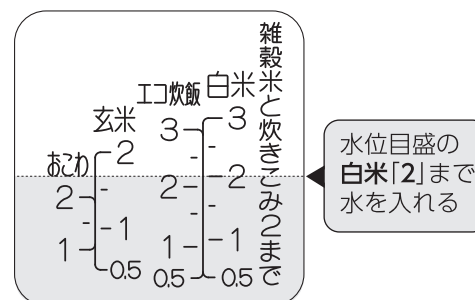 雑穀米と炊きこみ2まで
白米
エコ炊飯
玄米
おこわ
3
2
1
0.5
3
2
1
0.5
2
1
0.5
2
1
水位目盛の
白米「2」まで
水を入れる